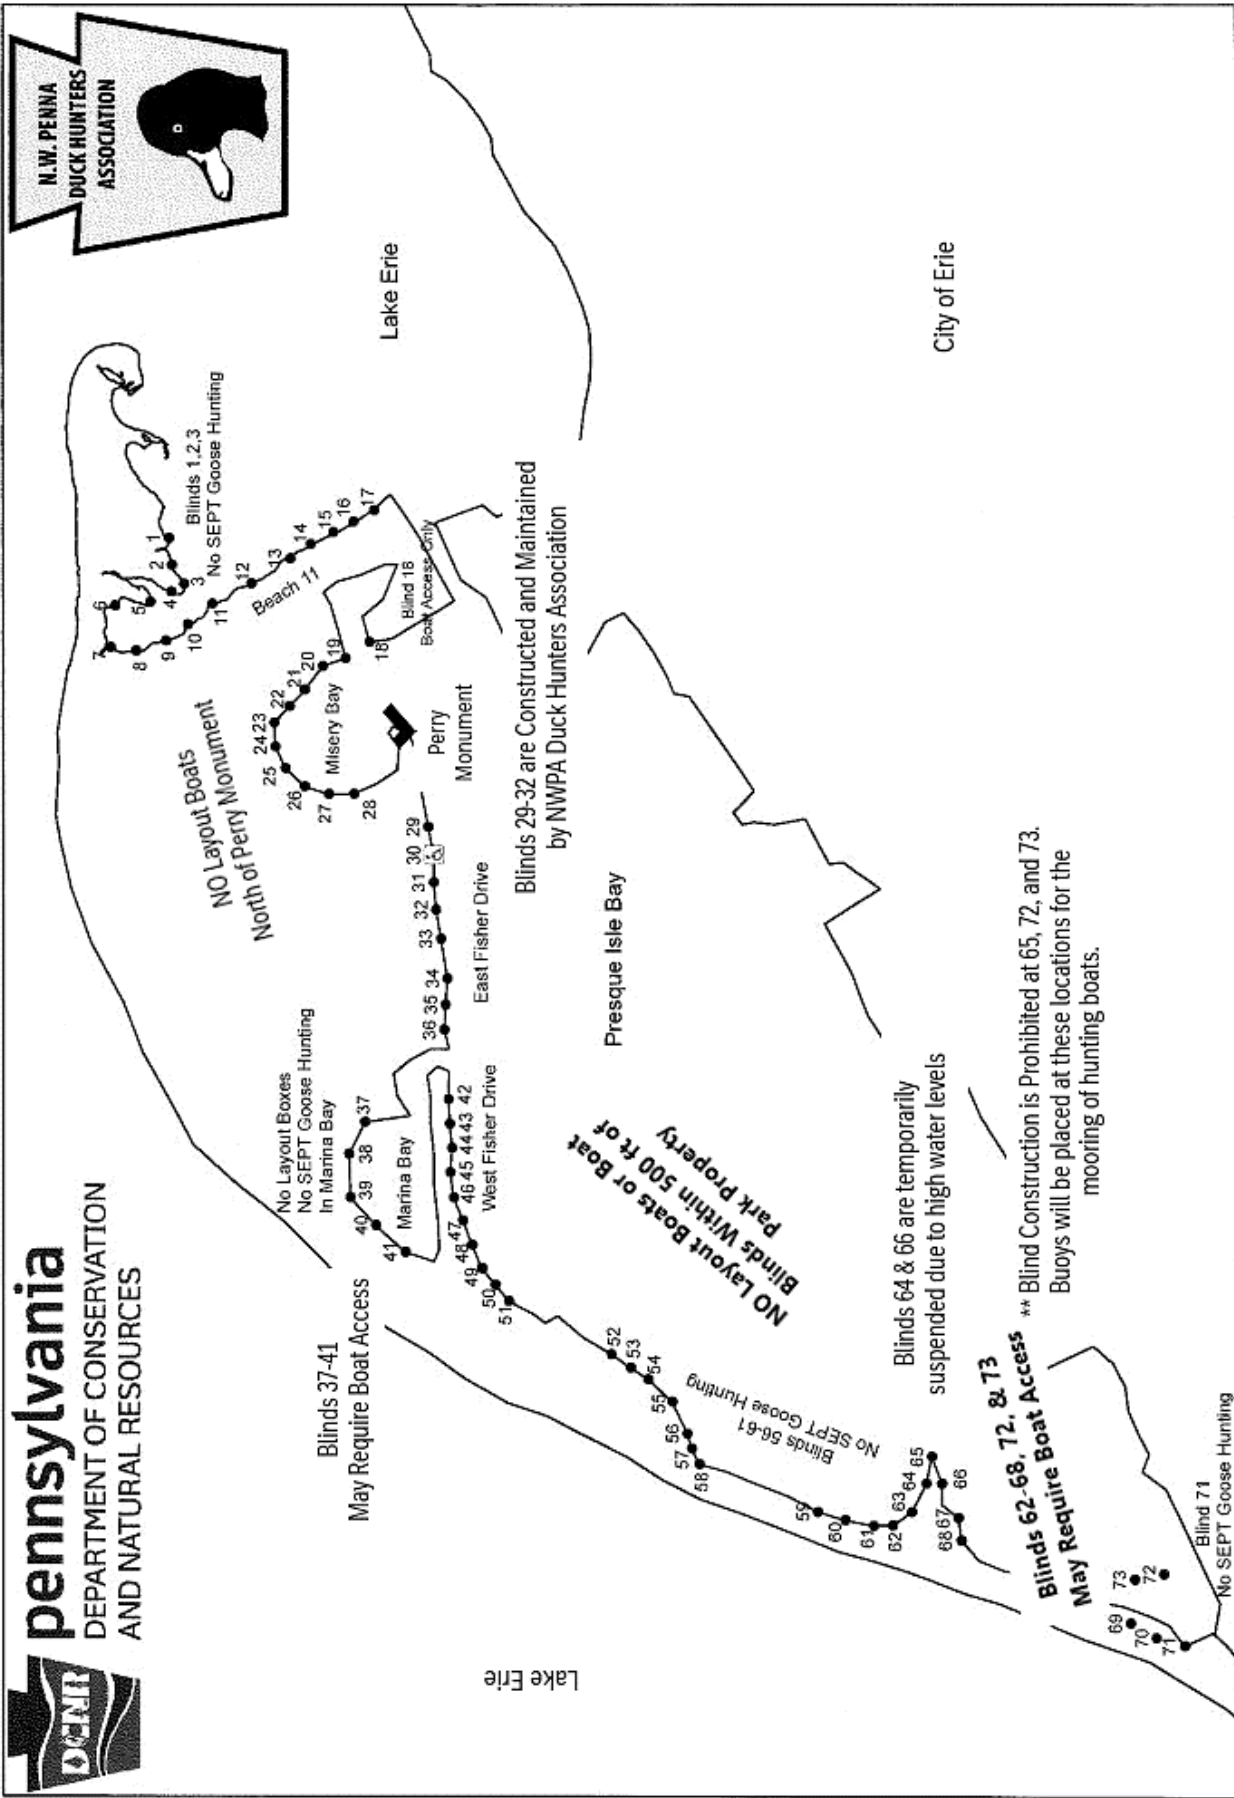 pennsylvania
DEPARTMENT OF CONSERVATION
AND NATURAL RESOURCES
DCNR
N.W. PENNA
DUCK HUNTERS
ASSOCIATION
Lake Erie
Blinds 1,2,3
No SEPT Goose Hunting
1
2
3
4
5
6
7
8
9
10
11
12
13
14
15
16
17
Beach 11
Blind 18
Boat Access Only
18
19
20
21
22
23
24
25
26
27
28
Misery Bay
NO Layout Boats
North of Perry Monument
Perry
Monument
29
30
31
32
33
34
35
36
East Fisher Drive
Blinds 29-32 are Constructed and Maintained
by NWPA Duck Hunters Association
City of Erie
Presque Isle Bay
No Layout Boxes
No SEPT Goose Hunting
In Marina Bay
37
38
39
40
41
Marina Bay
Blinds 37-41
May Require Boat Access
42
43
44
45
46
47
48
49
50
51
West Fisher Drive
NO Layout Boats or Boat
Blinds Within 500 ft of
Park Property
52
53
54
55
56
57
58
Blinds 56-61
No SEPT Goose Hunting
59
60
61
62
63
64
65
66
67
68
Blinds 64 & 66 are temporarily
suspended due to high water levels
** Blind Construction is Prohibited at 65, 72, and 73.
Buoys will be placed at these locations for the
mooring of hunting boats.
Blinds 62-68, 72, & 73
May Require Boat Access
69
70
71
72
73
Blind 71
No SEPT Goose Hunting
Lake Erie